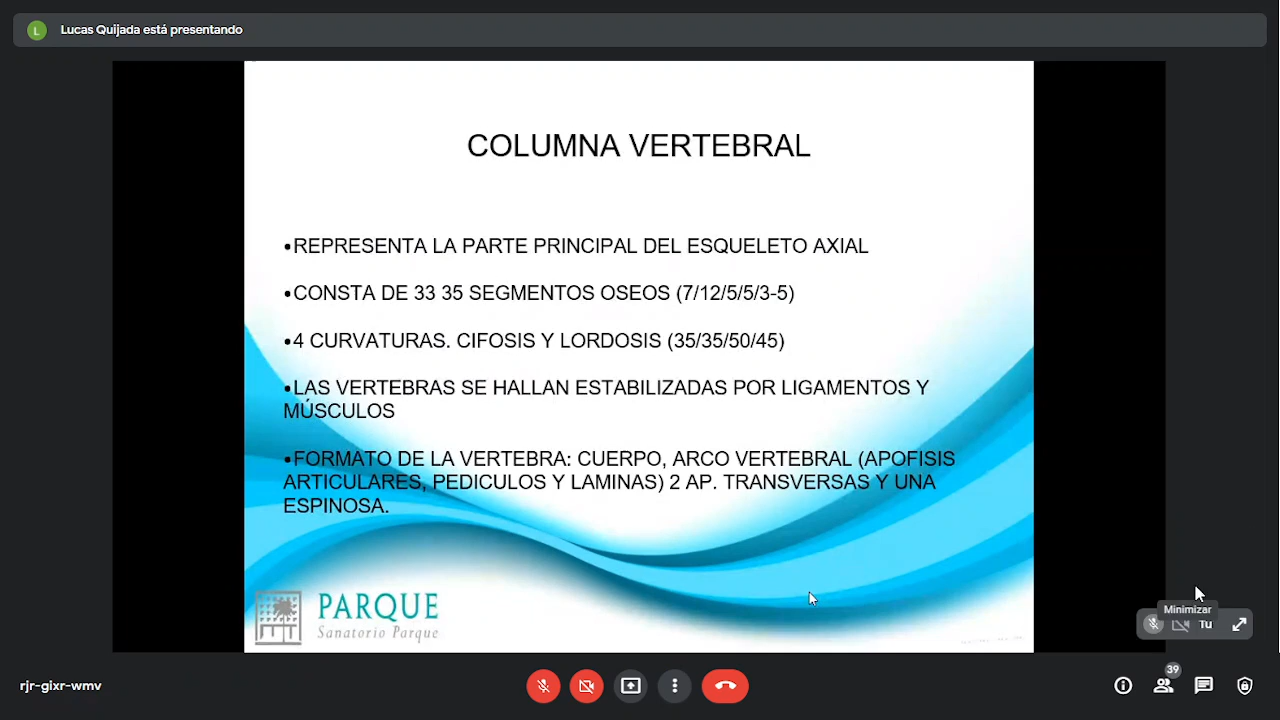 L Lucas Quijada está presentando
COLUMNA VERTEBRAL
•REPRESENTA LA PARTE PRINCIPAL DEL ESQUELETO AXIAL
•CONSTA DE 33 35 SEGMENTOS OSEOS (7/12/5/5/3-5)
•4 CURVATURAS. CIFOSIS Y LORDOSIS (35/35/50/45)
•LAS VERTEBRAS SE HALLAN ESTABILIZADAS POR LIGAMENTOS Y
MÚSCULOS
•FORMATO DE LA VERTEBRA: CUERPO, ARCO VERTEBRAL (APOFISIS
ARTICULARES, PEDICULOS Y LAMINAS) 2 AP. TRANSVERSAS Y UNA
ESPINOSA.
PARQUE
Sanatorio Parque
Minimizar
Tu
rjr-gixr-wmv
39